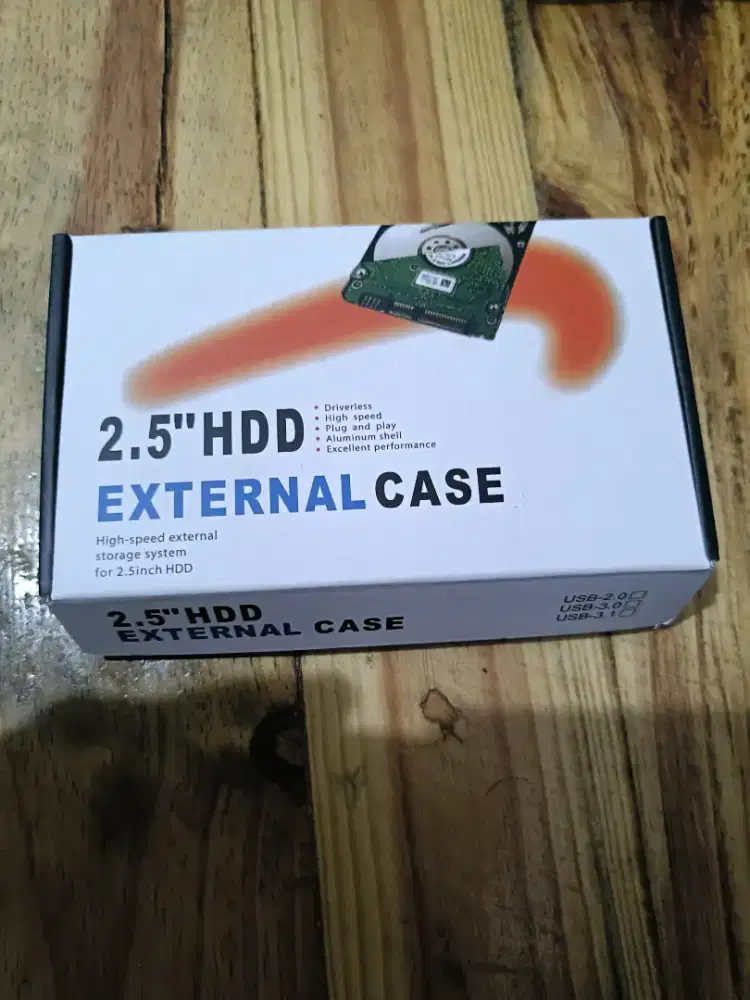 2.5"HDD
• Driverless
• High speed
• Plug and play
• Aluminum shell
• Excellent performance
EXTERNAL CASE
High-speed external
storage system
for 2.5inch HDD
2.5"HDD
EXTERNAL CASE
USB-2.0
USB-3.0
USB-3.1